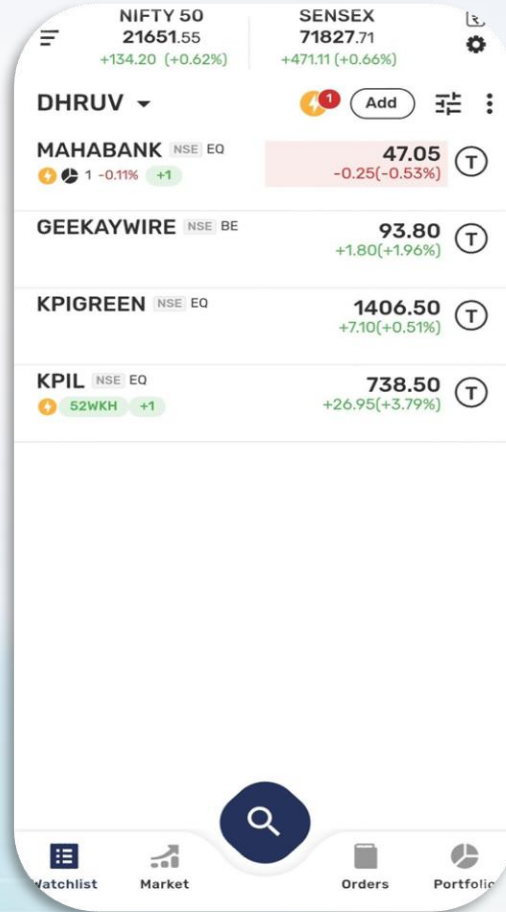 NIFTY 50 SENSEX
21651.55 71827.71
+134.20 (+0.62%) +471.11 (+0.66%)
DHRUV 1 Add
MAHABANK NSE EQ 47.05 T
1 -0.11% +1 -0.25(-0.53%)
GEEKAYWIRE NSE BE 93.80 T
+1.80(+1.96%)
KPIGREEN NSE EQ 1406.50 T
+7.10(+0.51%)
KPIL NSE EQ 738.50 T
52WKH +1 +26.95(+3.79%)
Watchlist Market Orders Portfolio